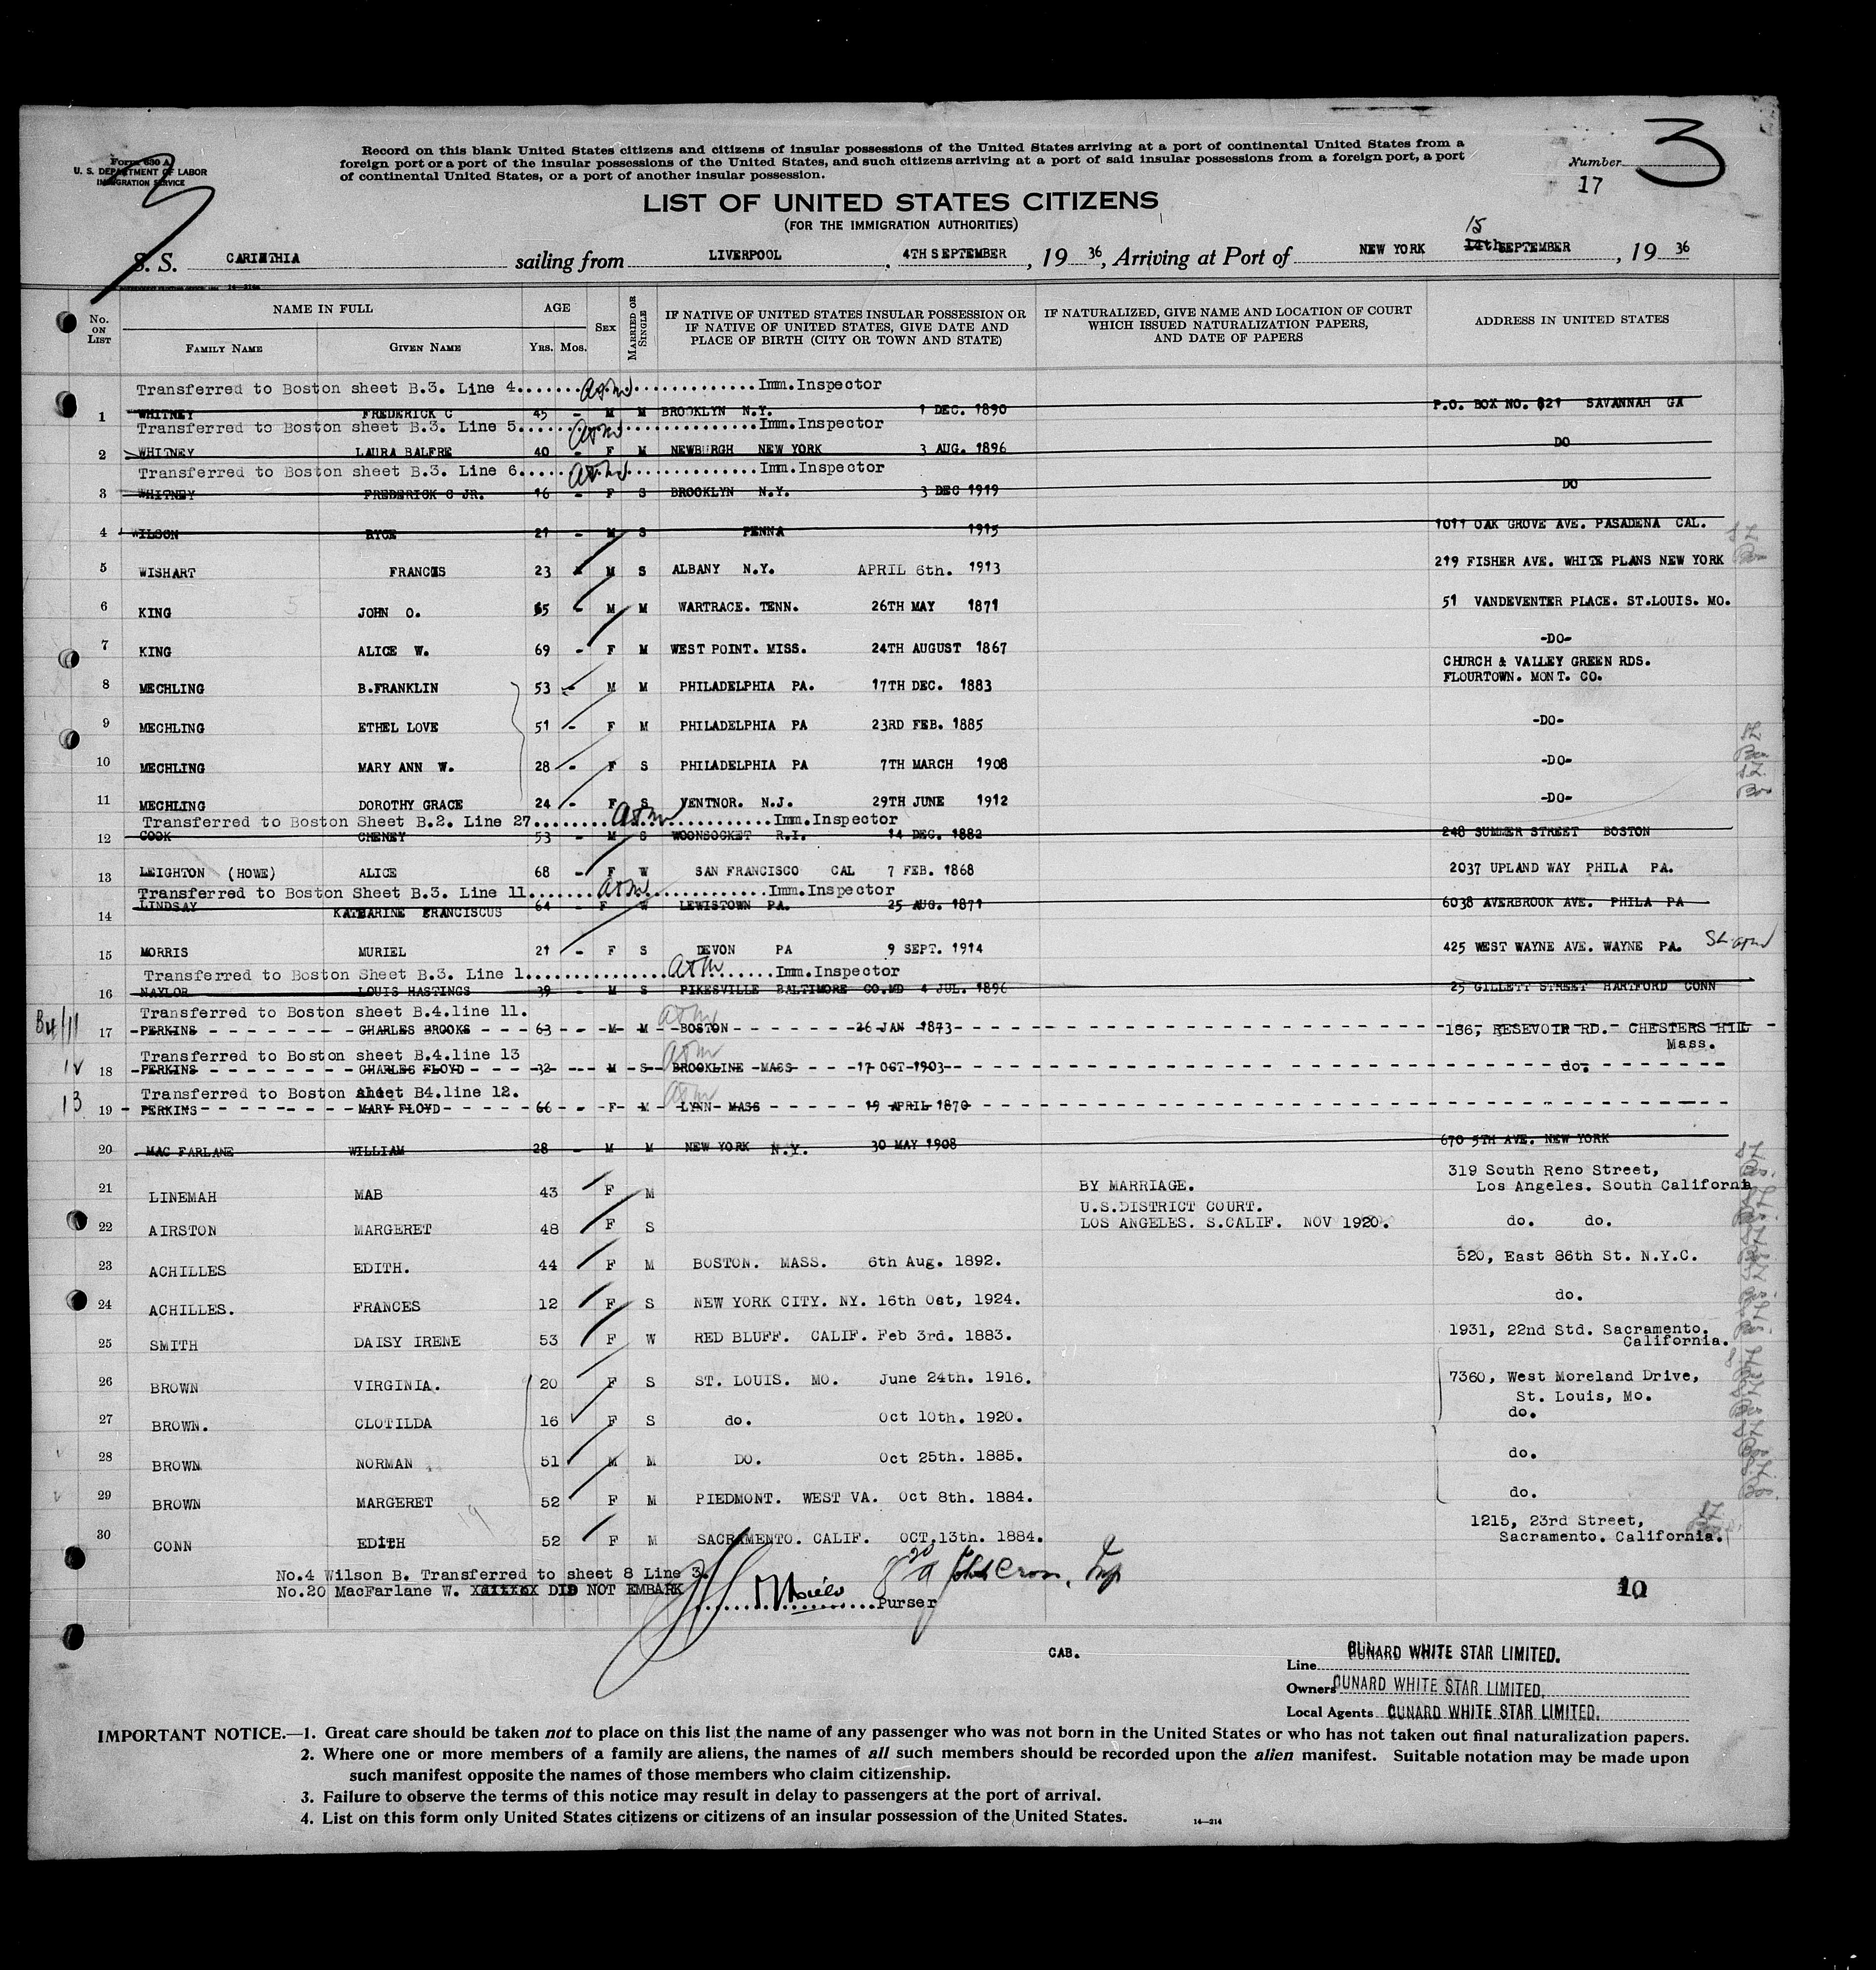 Form 630 A
U. S. DEPARTMENT OF LABOR
IMMIGRATION SERVICE
Record on this blank United States citizens and citizens of insular possessions of the United States arriving at a port of continental United States from a
foreign port or a port of the insular possessions of the United States, and such citizens arriving at a port of said insular possessions from a foreign port, a port
of continental United States, or a port of another insular possession.
Number 3
17
LIST OF UNITED STATES CITIZENS
(FOR THE IMMIGRATION AUTHORITIES)
15
S. S. CARINTHIA sailing from LIVERPOOL, 4TH SEPTEMBER, 19 36, Arriving at Port of NEW YORK 14th SEPTEMBER, 19 36
No. ON LIST
NAME IN FULL
FAMILY NAME GIVEN NAME
AGE
YRS. MOS.
SEX
MARRIED OR SINGLE
IF NATIVE OF UNITED STATES INSULAR POSSESSION OR
IF NATIVE OF UNITED STATES, GIVE DATE AND
PLACE OF BIRTH (CITY OR TOWN AND STATE)
IF NATURALIZED, GIVE NAME AND LOCATION OF COURT
WHICH ISSUED NATURALIZATION PAPERS,
AND DATE OF PAPERS
ADDRESS IN UNITED STATES
Transferred to Boston sheet B.3. Line 4. Imm.Inspector
1 WHITNEY FREDERICK C 45 - M M BROOKLYN N.Y. 1 DEC. 1890 P.O. BOX NO. 821 SAVANNAH GA
Transferred to Boston sheet B.3. Line 5. Imm.Inspector
2 WHITNEY LAURA BALFRE 40 - F M NEWBURGH NEW YORK 3 AUG. 1896 DO
Transferred to Boston sheet B.3. Line 6. Imm.Inspector
3 WHITNEY FREDERICK C JR. 16 - F S BROOKLYN N.Y. 3 DEC 1919 DO
4 WILSON RYCE 21 - M S PENNA 1915 1011 OAK GROVE AVE. PASADENA CAL.
5 WISHART FRANCIS 23 - M S ALBANY N.Y. APRIL 6th. 1913 219 FISHER AVE. WHITE PLANS NEW YORK
6 KING JOHN O. 65 - M M WARTRACE. TENN. 26TH MAY 1871 51 VANDEVENTER PLACE. ST.LOUIS. MO.
7 KING ALICE W. 69 - F M WEST POINT. MISS. 24TH AUGUST 1867 -DO-
8 MECHLING B.FRANKLIN 53 - M M PHILADELPHIA PA. 17TH DEC. 1883 CHURCH & VALLEY GREEN RDS.
FLOURTOWN. MONT. CO.
9 MECHLING ETHEL LOVE 51 - F M PHILADELPHIA PA 23RD FEB. 1885 -DO-
10 MECHLING MARY ANN W. 28 - F S PHILADELPHIA PA 7TH MARCH 1908 -DO-
11 MECHLING DOROTHY GRACE 24 - F S VENTNOR. N.J. 29TH JUNE 1912 -DO-
Transferred to Boston Sheet B.2. Line 27. Imm.Inspector
12 COOK CHENEY 53 - M S WOONSOCKET R.I. 14 DEC. 1882 248 SUMMER STREET BOSTON
13 LEIGHTON (HOWE) ALICE 68 - F W SAN FRANCISCO CAL 7 FEB. 1868 2037 UPLAND WAY PHILA PA.
Transferred to Boston Sheet B.3. Line 11. Imm.Inspector
14 LINDSAY KATHARINE FRANCISCUS 64 - F W LEWISTOWN PA. 25 AUG. 1871 6038 AVERBROOK AVE. PHILA PA
15 MORRIS MURIEL 21 - F S DEVON PA 9 SEPT. 1914 425 WEST WAYNE AVE. WAYNE PA.
Transferred to Boston Sheet B.3. Line 1. Imm.Inspector
16 NAYLOR LOUIS HASTINGS 39 - M S PIKESVILLE BALTIMORE CO.MD 4 JUL. 1896 25 GILLETT STREET HARTFORD CONN
Transferred to Boston sheet B.4.line 11.
B4/11 17 PERKINS CHARLES BROOKS 63 - M M BOSTON 26 JAN 1873 186, RESEVOIR RD. CHESTERS HILL
Mass.
Transferred to Boston sheet B.4.line 13
18 PERKINS CHARLES FLOYD 32 - M S BROOKLINE MASS 17 OCT 1903 do.
Transferred to Boston sheet B4.line 12.
13 19 PERKINS MARY FLOYD 66 - F M LYNN MASS 19 APRIL 1870
20 MAC FARLANE WILLIAM 28 - M M NEW YORK N.Y. 30 MAY 1908 670 5TH AVE. NEW YORK
21 LINEMAH MAB 43 F M BY MARRIAGE. 319 South Reno Street,
Los Angeles. South California
22 AIRSTON MARGERET 48 F S U.S.DISTRICT COURT.
LOS ANGELES. S.CALIF. NOV 1920. do. do.
23 ACHILLES EDITH. 44 F M BOSTON. MASS. 6th Aug. 1892. 520, East 86th St. N.Y.C.
24 ACHILLES. FRANCES 12 F S NEW YORK CITY. NY. 16th Oct, 1924. do.
25 SMITH DAISY IRENE 53 F W RED BLUFF. CALIF. Feb 3rd. 1883. 1931, 22nd Std. Sacramento.
California.
26 BROWN VIRGINIA. 20 F S ST. LOUIS. MO. June 24th. 1916. 7360, West Moreland Drive,
St. Louis, Mo.
27 BROWN. CLOTILDA 16 F S do. Oct 10th. 1920. do.
28 BROWN NORMAN 51 M M DO. Oct 25th. 1885. do.
29 BROWN MARGERET 52 F M PIEDMONT. WEST VA. Oct 8th. 1884. do.
30 CONN EDITH 52 F M SACRAMENTO. CALIF. OCT.13th. 1884. 1215, 23rd Street,
Sacramento. California.
No.4 Wilson B. Transferred to sheet 8 Line 3.
No.20 MacFarlane W. DID NOT EMBARK
Purser
10
CAB.
Line CUNARD WHITE STAR LIMITED.
Owners CUNARD WHITE STAR LIMITED.
Local Agents CUNARD WHITE STAR LIMITED.
IMPORTANT NOTICE.—1. Great care should be taken not to place on this list the name of any passenger who was not born in the United States or who has not taken out final naturalization papers.
2. Where one or more members of a family are aliens, the names of all such members should be recorded upon the alien manifest. Suitable notation may be made upon
such manifest opposite the names of those members who claim citizenship.
3. Failure to observe the terms of this notice may result in delay to passengers at the port of arrival.
4. List on this form only United States citizens or citizens of an insular possession of the United States.
14—214